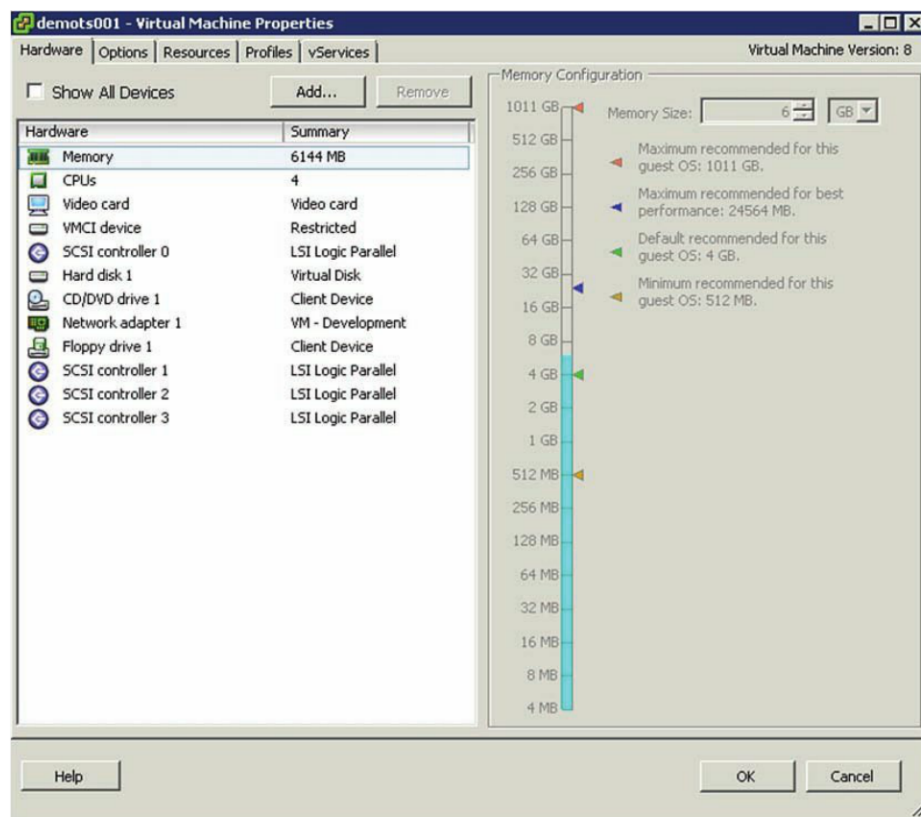 demots001 - Virtual Machine Properties
Hardware Options Resources Profiles vServices
Virtual Machine Version: 8
Show All Devices
Add...
Remove
Hardware Summary
Memory 6144 MB
CPUs 4
Video card Video card
VMCI device Restricted
SCSI controller 0 LSI Logic Parallel
Hard disk 1 Virtual Disk
CD/DVD drive 1 Client Device
Network adapter 1 VM - Development
Floppy drive 1 Client Device
SCSI controller 1 LSI Logic Parallel
SCSI controller 2 LSI Logic Parallel
SCSI controller 3 LSI Logic Parallel
Memory Configuration
Memory Size: 6 GB
1011 GB
512 GB
256 GB
128 GB
64 GB
32 GB
16 GB
8 GB
4 GB
2 GB
1 GB
512 MB
256 MB
128 MB
64 MB
32 MB
16 MB
8 MB
4 MB
Maximum recommended for this
guest OS: 1011 GB.
Maximum recommended for best
performance: 24564 MB.
Default recommended for this
guest OS: 4 GB.
Minimum recommended for this
guest OS: 512 MB.
Help
OK
Cancel